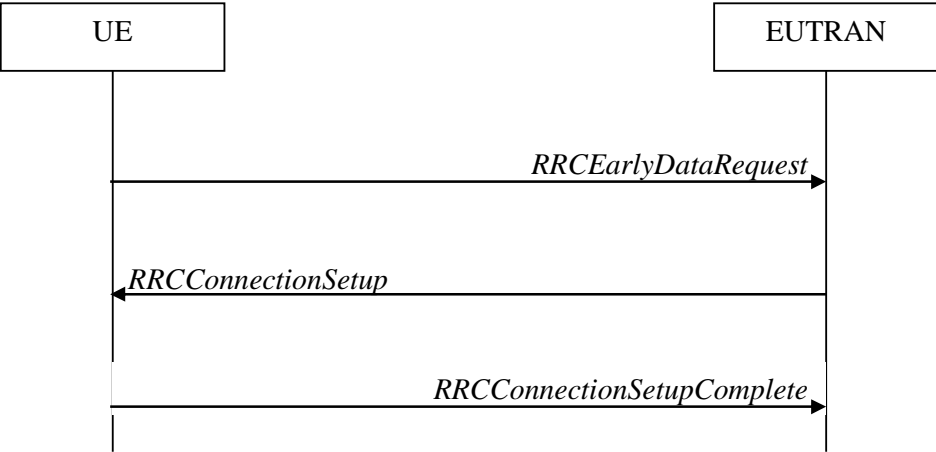 UE
EUTRAN
RRCEarlyDataRequest
RRCConnectionSetup
RRCConnectionSetupComplete